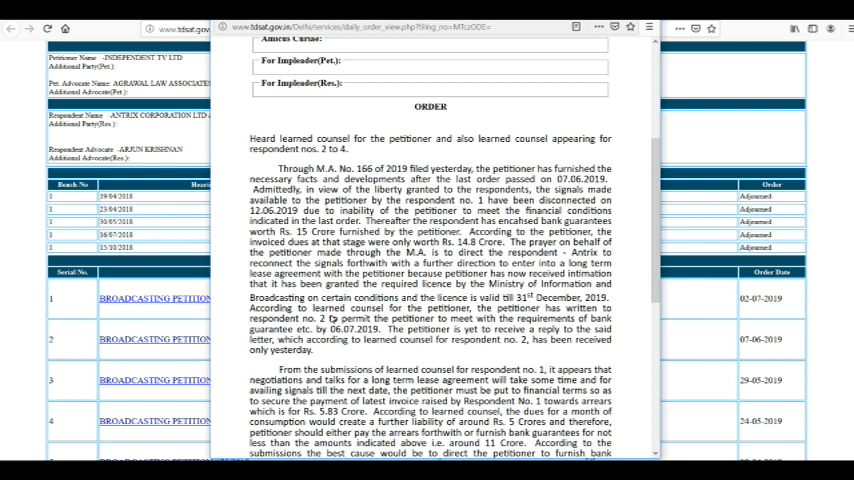 www.tdsat.gov.in/Delhi/services/daily_order_view.php?filing_no=MTczODE=
www.tdsat.gov
Petitioner Name -INDEPENDENT TV LTD
Additional Party(Pet.):
Pet. Advocate Name: AGRAWAL LAW ASSOCIATES
Additional Advocate(Pet.):
Respondent Name -ANTRIX CORPORATION LTD
Additional Party(Res.):
Respondent Advocate -ARJUN KRISHNAN
Additional Advocate(Res.):
Bench No
Order
1 19/04/2018 Adjourned
1 23/04/2018 Adjourned
1 30/05/2018 Adjourned
1 16/07/2018 Adjourned
1 15/10/2018 Adjourned
Serial No. Order Date
1 BROADCASTING PETITION 02-07-2019
2 BROADCASTING PETITION 07-06-2019
3 BROADCASTING PETITION 29-05-2019
4 BROADCASTING PETITION 24-05-2019
Amicus Curiae:
For Impleader(Pet.):
For Impleader(Res.):
ORDER
Heard learned counsel for the petitioner and also learned counsel appearing for
respondent nos. 2 to 4.
Through M.A. No. 166 of 2019 filed yesterday, the petitioner has furnished the
necessary facts and developments after the last order passed on 07.06.2019.
Admittedly, in view of the liberty granted to the respondents, the signals made
available to the petitioner by the respondent no. 1 have been disconnected on
12.06.2019 due to inability of the petitioner to meet the financial conditions
indicated in the last order. Thereafter the respondent has encashed bank guarantees
worth Rs. 15 Crore furnished by the petitioner. According to the petitioner, the
invoiced dues at that stage were only worth Rs. 14.8 Crore. The prayer on behalf of
the petitioner made through the M.A. is to direct the respondent - Antrix to
reconnect the signals forthwith with a further direction to enter into a long term
lease agreement with the petitioner because petitioner has now received intimation
that it has been granted the required licence by the Ministry of Information and
Broadcasting on certain conditions and the licence is valid till 31st December, 2019.
According to learned counsel for the petitioner, the petitioner has written to
respondent no. 2 to permit the petitioner to meet with the requirements of bank
guarantee etc. by 06.07.2019. The petitioner is yet to receive a reply to the said
letter, which according to learned counsel for respondent no. 2, has been received
only yesterday.
From the submissions of learned counsel for respondent no. 1, it appears that
negotiations and talks for a long term lease agreement will take some time and for
availing signals till the next date, the petitioner must be put to financial terms so as
to secure the payment of latest invoice raised by Respondent No. 1 towards arrears
which is for Rs. 5.83 Crore. According to learned counsel, the dues for a month of
consumption would create a further liability of around Rs. 5 Crores and therefore,
petitioner should either pay the arrears forthwith or furnish bank guarantees for not
less than the amounts indicated above i.e. around 11 Crore. According to the
submissions the best cause would be to direct the petitioner to furnish bank